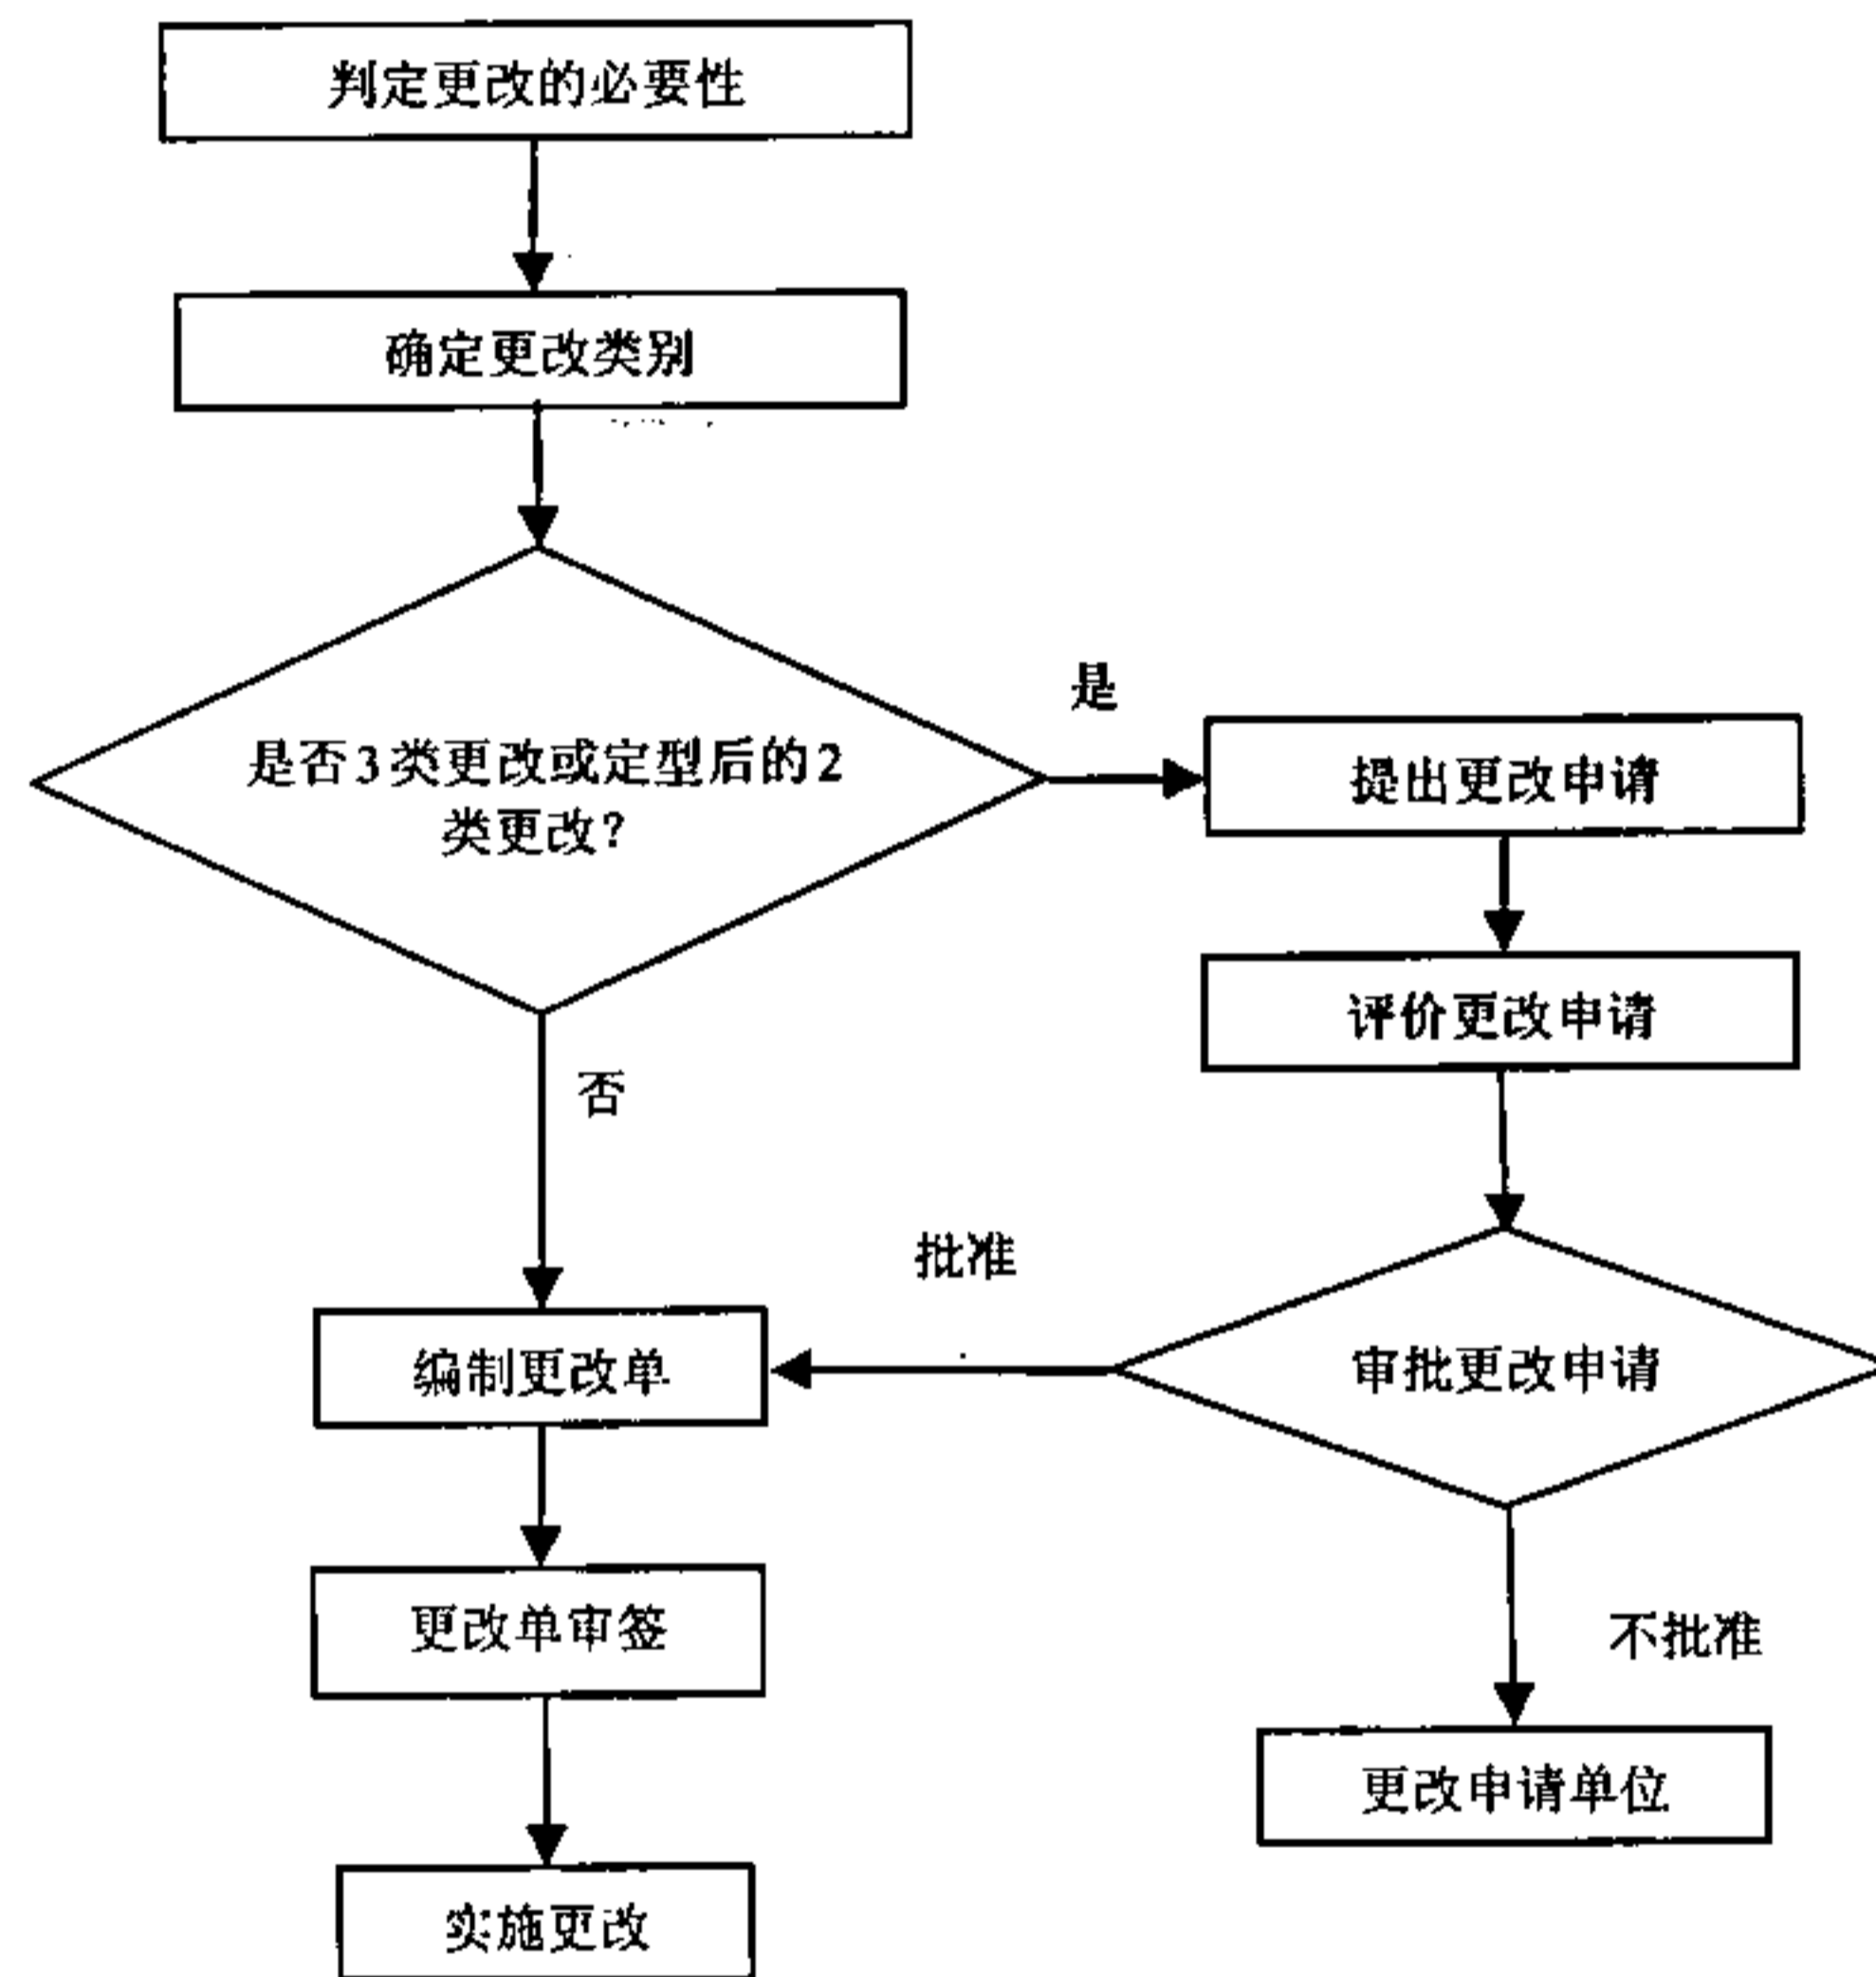 判定更改的必要性
确定更改类别
是否3类更改或定型后的2
类更改?
是
提出更改申请
评价更改申请
否
批准
审批更改申请
编制更改单
更改单审签
不批准
更改申请单位
实施更改